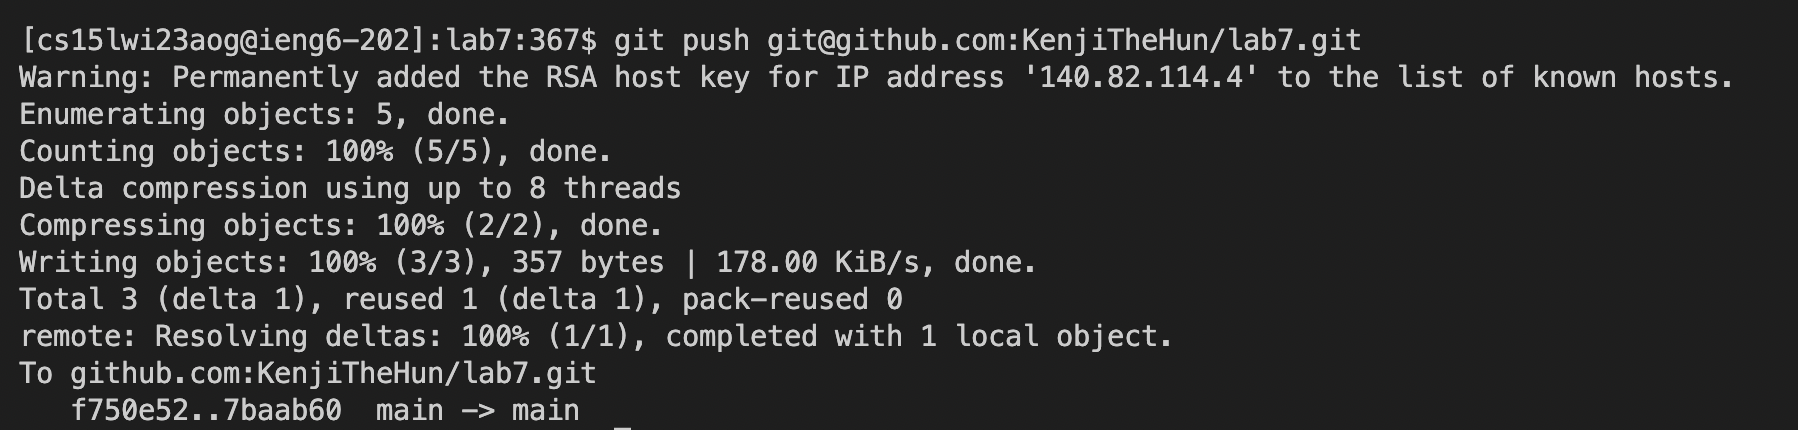 [cs15lwi23aog@ieng6-202]:lab7:367$ git push git@github.com:KenjiTheHun/lab7.git
Warning: Permanently added the RSA host key for IP address '140.82.114.4' to the list of known hosts.
Enumerating objects: 5, done.
Counting objects: 100% (5/5), done.
Delta compression using up to 8 threads
Compressing objects: 100% (2/2), done.
Writing objects: 100% (3/3), 357 bytes | 178.00 KiB/s, done.
Total 3 (delta 1), reused 1 (delta 1), pack-reused 0
remote: Resolving deltas: 100% (1/1), completed with 1 local object.
To github.com:KenjiTheHun/lab7.git
   f750e52..7baab60  main -> main